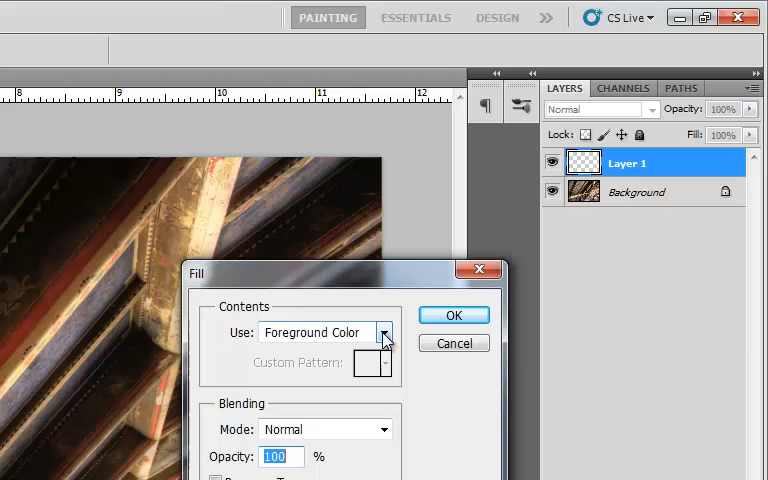 PAINTING ESSENTIALS DESIGN CS Live
8 9 10 11 12
LAYERS CHANNELS PATHS
Normal Opacity: 100%
Lock: Fill: 100%
Layer 1
Background
Fill
Contents
Use: Foreground Color
OK
Custom Pattern:
Cancel
Blending
Mode: Normal
Opacity: 100 %